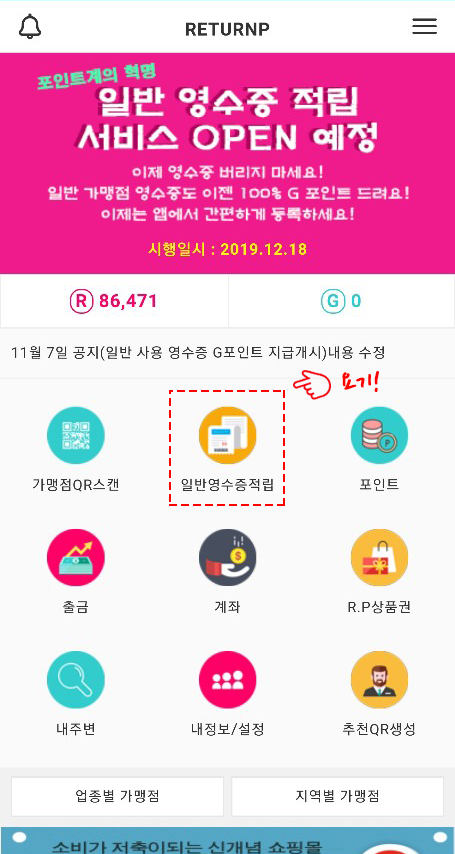 RETURNP
포인트계의 혁명
일반 영수증 적립
서비스 OPEN 예정
이제 영수증 버리지 마세요!
일반 가맹점 영수증도 이젠 100% G 포인트 드려요!
이제는 앱에서 간편하게 등록하세요!
시행일시 : 2019.12.18
R 86,471
G 0
11월 7일 공지(일반 사용 영수증 G포인트 지급개시)내용 수정
요기!
가맹점QR스캔
일반영수증적립
P
포인트
출금
계좌
R.P상품권
내주변
내정보/설정
추천QR생성
업종별 가맹점
지역별 가맹점
소비가 저축이되는 신개념 쇼핑몰